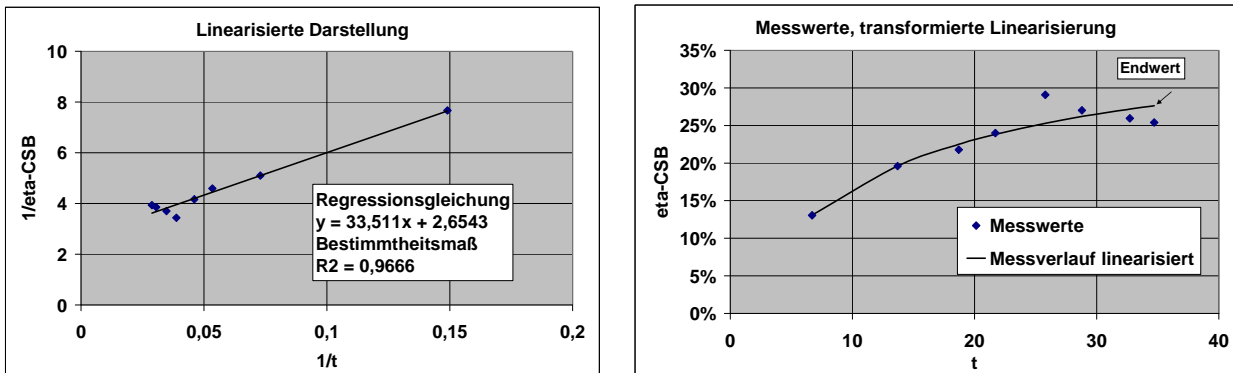 Linearisierte Darstellung
10
8
6
4
2
0
1/eta-CSB
Regressionsgleichung
y = 33,511x + 2,6543
Bestimmtheitsmaß
R2 = 0,9666
0 0,05 0,1 0,15 0,2
1/t
Messwerte, transformierte Linearisierung
35%
30%
25%
20%
15%
10%
5%
0%
eta-CSB
Endwert
Messwerte
Messverlauf linearisiert
0 10 20 30 40
t